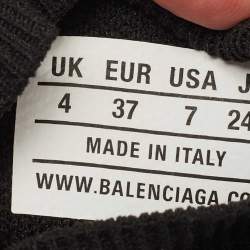 UK EUR USA J
4 37 7 24
MADE IN ITALY
WWW.BALENCIAGA.CO